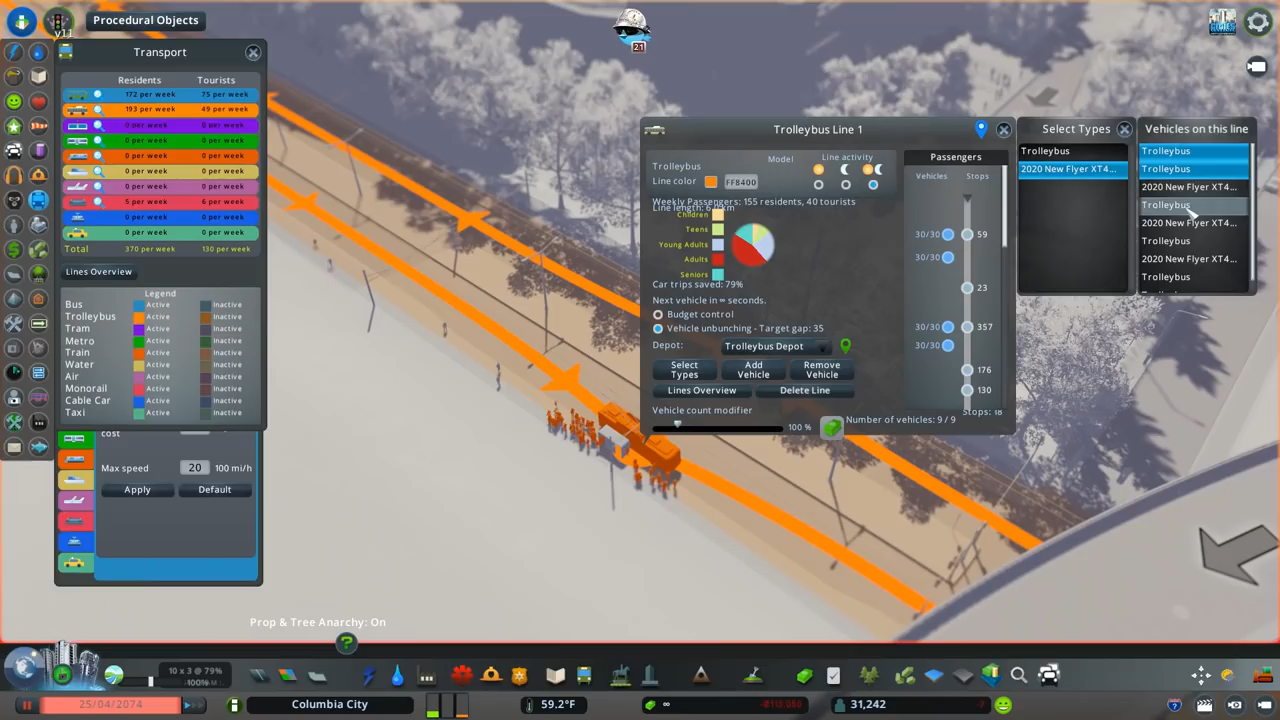 Procedural Objects
v11
21
Transport
Residents Tourists
172 per week 75 per week
193 per week 49 per week
0 per week 0 per week
0 per week 0 per week
0 per week 0 per week
0 per week 0 per week
0 per week 0 per week
5 per week 6 per week
0 per week 0 per week
0 per week 0 per week
Total 370 per week 130 per week
Lines Overview
Legend
Bus Active Inactive
Trolleybus Active Inactive
Tram Active Inactive
Metro Active Inactive
Train Active Inactive
Water Active Inactive
Air Active Inactive
Monorail Active Inactive
Cable Car Active Inactive
Taxi Active Inactive
cost
Max speed 20 100 mi/h
Apply Default
Trolleybus Line 1
Trolleybus Model Line activity
Line color FF8400
Weekly Passengers: 155 residents, 40 tourists
Children
Teens
Young Adults
Adults
Seniors
Car trips saved: 79%
Next vehicle in ∞ seconds.
Budget control
Vehicle unbunching - Target gap: 35
Depot: Trolleybus Depot
Select Types Add Vehicle Remove Vehicle
Lines Overview Delete Line
Vehicle count modifier
100 %
Number of vehicles: 9 / 9
Passengers
Vehicles Stops
30/30 59
30/30
23
30/30 357
30/30
176
130
Select Types
Trolleybus
2020 New Flyer XT4...
Vehicles on this line
Trolleybus
Trolleybus
2020 New Flyer XT4...
Trolleybus
2020 New Flyer XT4...
Trolleybus
2020 New Flyer XT4...
Trolleybus
Prop & Tree Anarchy: On
10 x 3 @ 79%
100%
25/04/2074
Columbia City
59.2°F
∞
31,242
-7